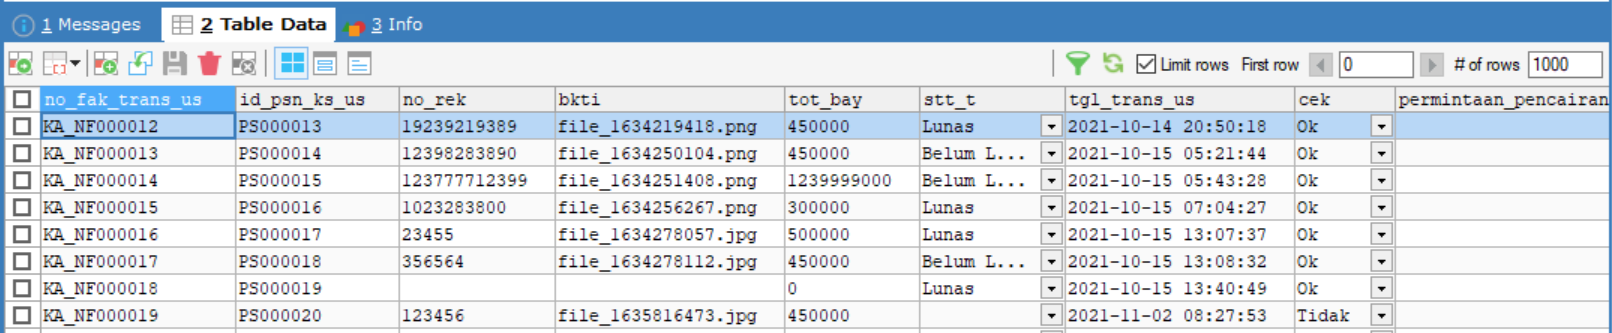 1 Messages 2 Table Data 3 Info
Limit rows First row 0 # of rows 1000
no_fak_trans_us id_psn_ks_us no_rek bkti tot_bay stt_t tgl_trans_us cek permintaan_pencairan
KA_NF000012 PS000013 19239219389 file_1634219418.png 450000 Lunas 2021-10-14 20:50:18 Ok
KA_NF000013 PS000014 12398283890 file_1634250104.png 450000 Belum L... 2021-10-15 05:21:44 Ok
KA_NF000014 PS000015 123777712399 file_1634251408.png 1239999000 Belum L... 2021-10-15 05:43:28 Ok
KA_NF000015 PS000016 1023283800 file_1634256267.png 300000 Lunas 2021-10-15 07:04:27 Ok
KA_NF000016 PS000017 23455 file_1634278057.jpg 500000 Lunas 2021-10-15 13:07:37 Ok
KA_NF000017 PS000018 356564 file_1634278112.jpg 450000 Belum L... 2021-10-15 13:08:32 Ok
KA_NF000018 PS000019 0 Lunas 2021-10-15 13:40:49 Ok
KA_NF000019 PS000020 123456 file_1635816473.jpg 450000 2021-11-02 08:27:53 Tidak